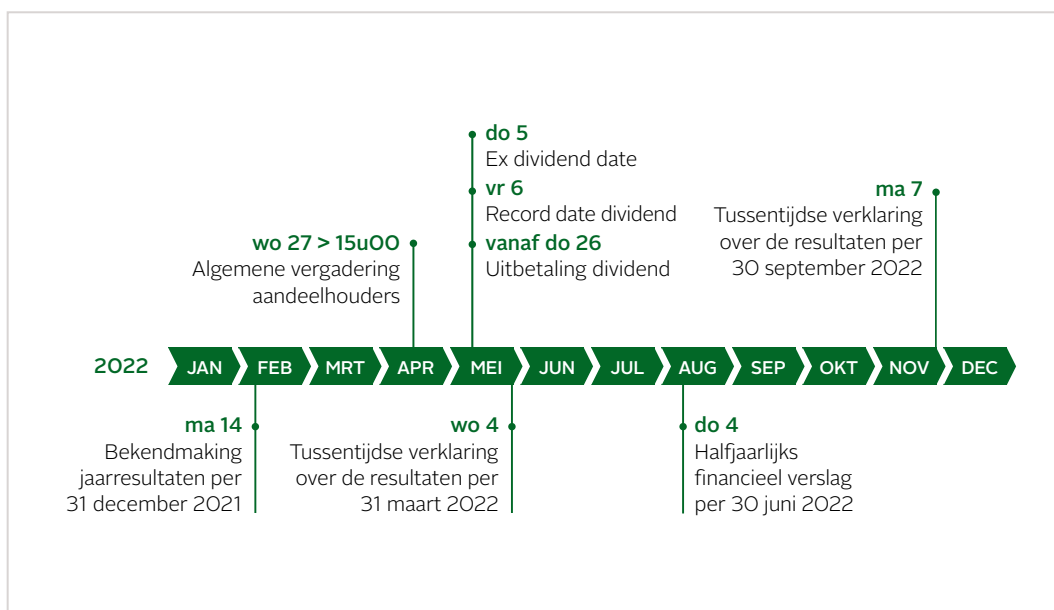 do 5
Ex dividend date
vr 6
Record date dividend
vanaf do 26
Uitbetaling dividend
wo 27 > 15u00
Algemene vergadering
aandeelhouders
ma 7
Tussentijdse verklaring
over de resultaten per
30 september 2022
2022 JAN FEB MRT APR MEI JUN JUL AUG SEP OKT NOV DEC
ma 14
Bekendmaking
jaarresultaten per
31 december 2021
wo 4
Tussentijdse verklaring
over de resultaten per
31 maart 2022
do 4
Halfjaarlijks
financieel verslag
per 30 juni 2022